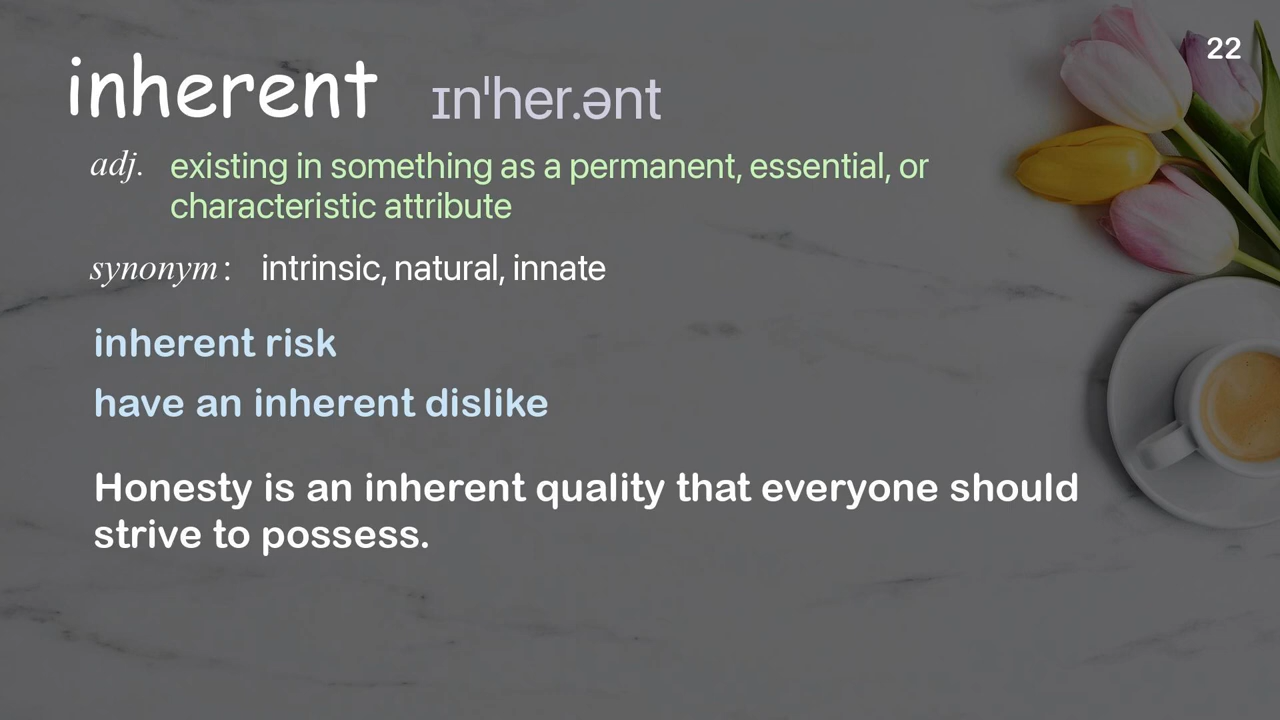 22
inherent ɪnˈher.ənt
adj. existing in something as a permanent, essential, or
characteristic attribute
synonym: intrinsic, natural, innate
inherent risk
have an inherent dislike
Honesty is an inherent quality that everyone should
strive to possess.